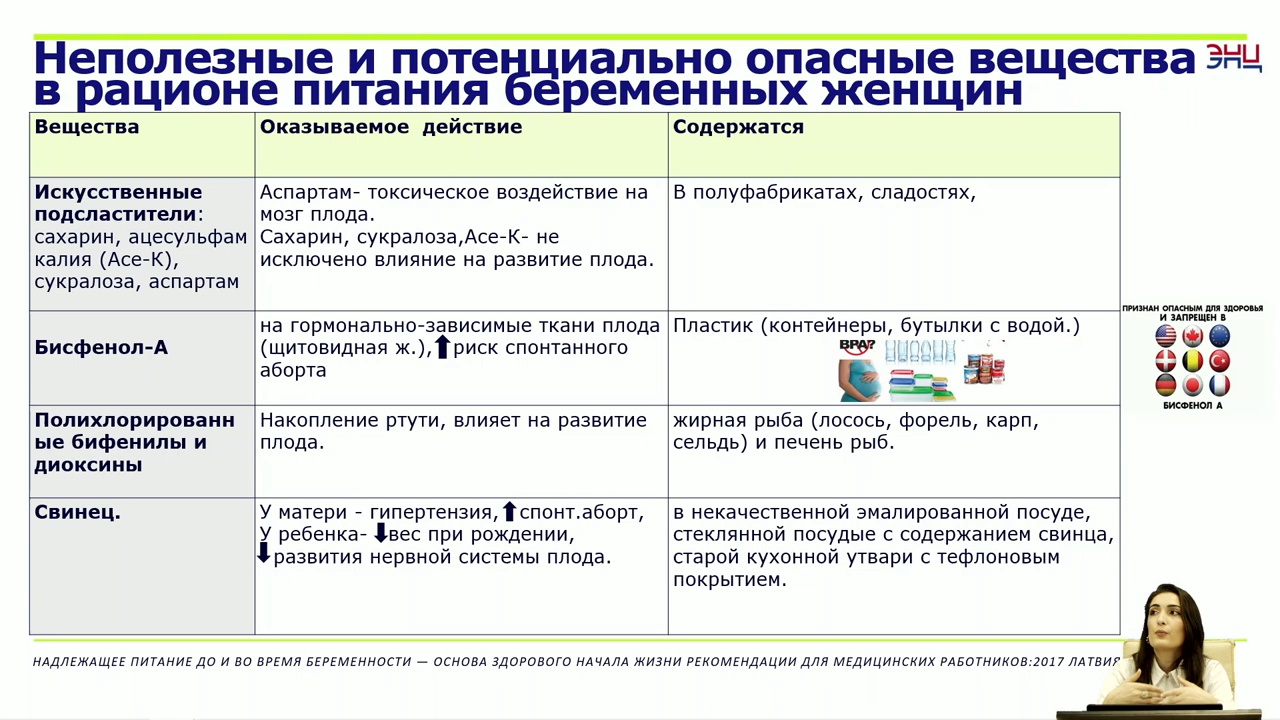 Неполезные и потенциально опасные вещества
в рационе питания беременных женщин
ЭНЦ
Вещества
Оказываемое действие
Содержатся
Искусственные
подсластители:
сахарин, ацесульфам
калия (Ace-K),
сукралоза, аспартам
Аспартам- токсическое воздействие на
мозг плода.
Сахарин, сукралоза,Ace-K- не
исключено влияние на развитие плода.
В полуфабрикатах, сладостях,
Бисфенол-А
на гормонально-зависимые ткани плода
(щитовидная ж.),⬆риск спонтанного
аборта
Пластик (контейнеры, бутылки с водой.)
BPA?
ПРИЗНАН ОПАСНЫМ ДЛЯ ЗДОРОВЬЯ
И ЗАПРЕЩЕН В
БИСФЕНОЛ А
Полихлорированн
ые бифенилы и
диоксины
Накопление ртути, влияет на развитие
плода.
жирная рыба (лосось, форель, карп,
сельдь) и печень рыб.
Свинец.
У матери - гипертензия,⬆спонт.аборт,
У ребенка- ⬇вес при рождении,
⬇развития нервной системы плода.
в некачественной эмалированной посуде,
стеклянной посудые с содержанием свинца,
старой кухонной утвари с тефлоновым
покрытием.
НАДЛЕЖАЩЕЕ ПИТАНИЕ ДО И ВО ВРЕМЯ БЕРЕМЕННОСТИ — ОСНОВА ЗДОРОВОГО НАЧАЛА ЖИЗНИ РЕКОМЕНДАЦИИ ДЛЯ МЕДИЦИНСКИХ РАБОТНИКОВ:2017 ЛАТВИЯ